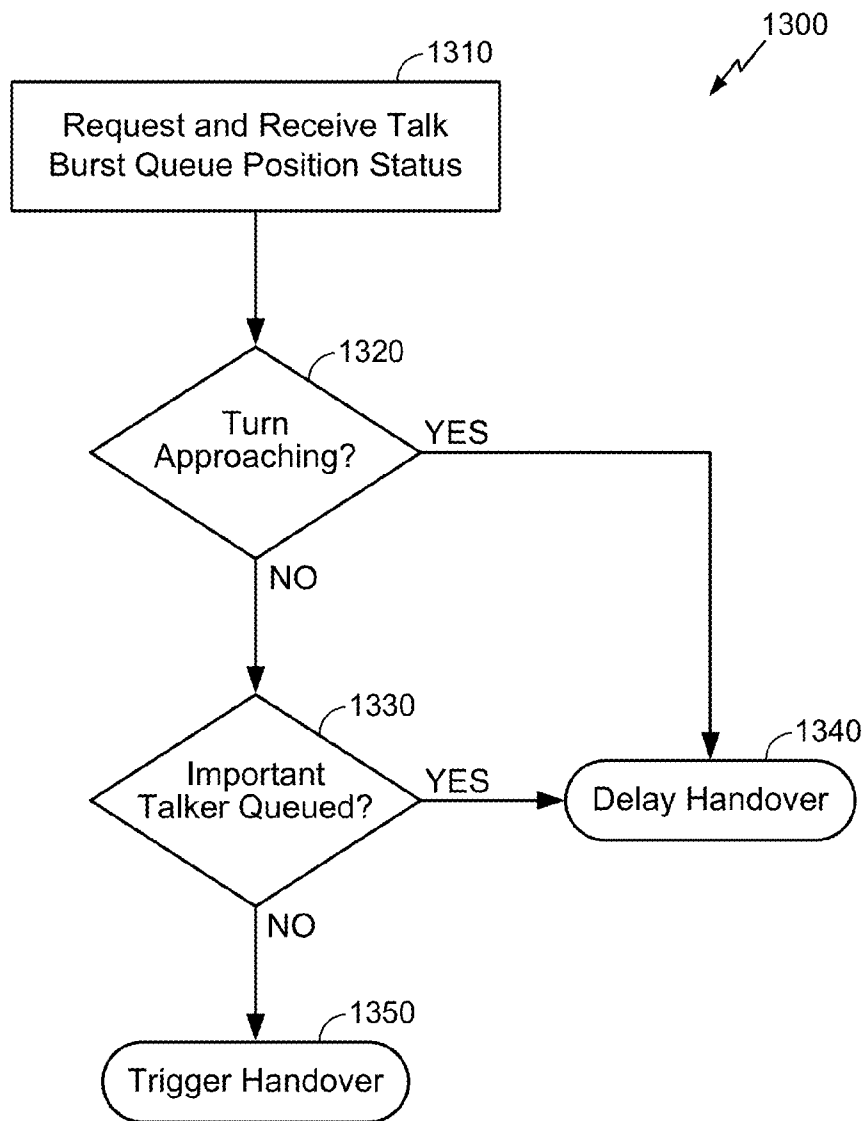 1300
1310
Request and Receive Talk
Burst Queue Position Status
1320
Turn
Approaching?
YES
NO
1330
Important
Talker Queued?
YES
1340
Delay Handover
NO
1350
Trigger Handover